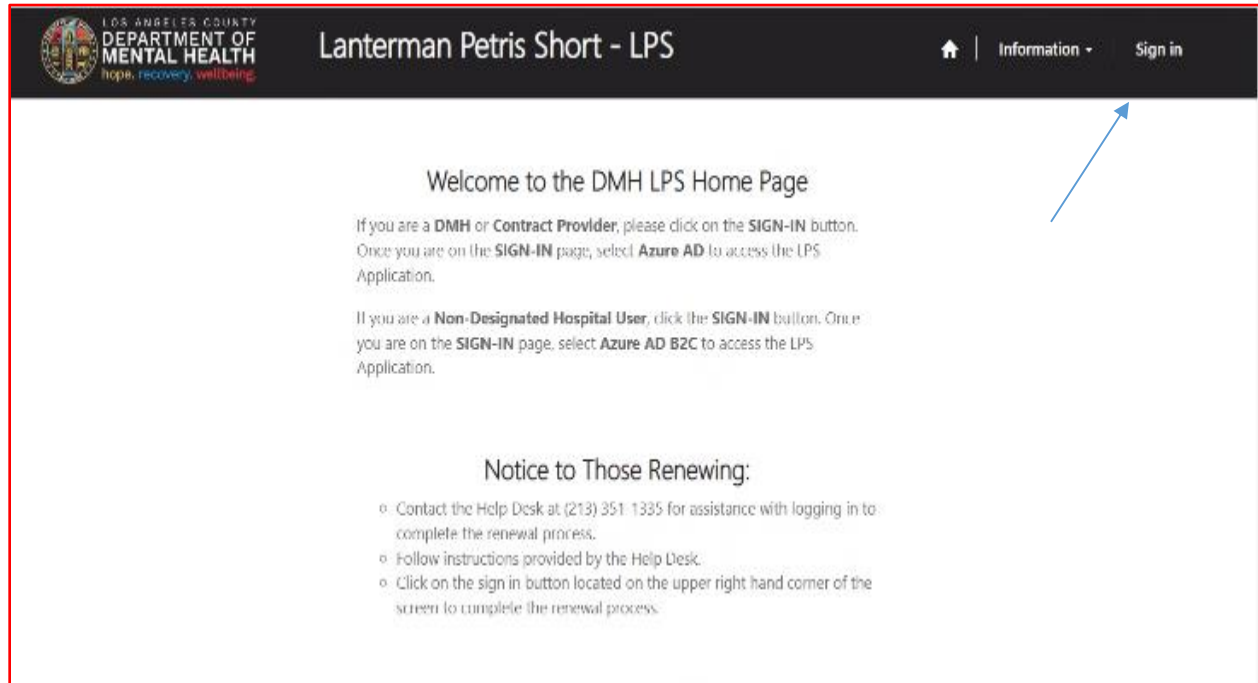 LOS ANGELES COUNTY
DEPARTMENT OF
MENTAL HEALTH
hope. recovery. wellbeing.
Lanterman Petris Short - LPS
Information
Sign in
Welcome to the DMH LPS Home Page
If you are a DMH or Contract Provider, please click on the SIGN-IN button.
Once you are on the SIGN-IN page, select Azure AD to access the LPS
Application.
If you are a Non-Designated Hospital User, click the SIGN-IN button. Once
you are on the SIGN-IN page, select Azure AD B2C to access the LPS
Application.
Notice to Those Renewing:
Contact the Help Desk at (213) 351-1335 for assistance with logging in to
complete the renewal process.
Follow instructions provided by the Help Desk.
Click on the sign in button located on the upper right hand corner of the
screen to complete the renewal process.